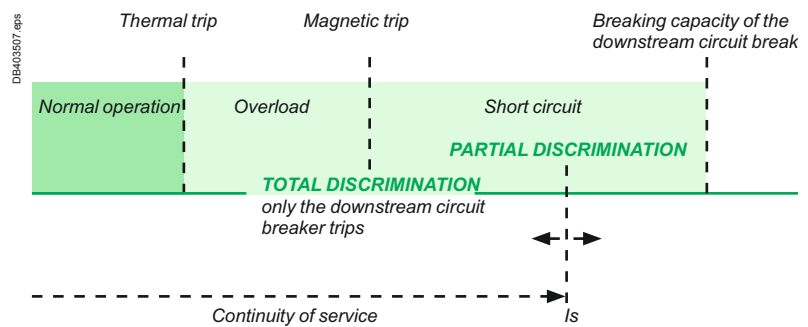 DB403507.eps
Thermal trip
Magnetic trip
Breaking capacity of the
downstream circuit break
Normal operation
Overload
Short circuit
PARTIAL DISCRIMINATION
TOTAL DISCRIMINATION
only the downstream circuit
breaker trips
Continuity of service
Is